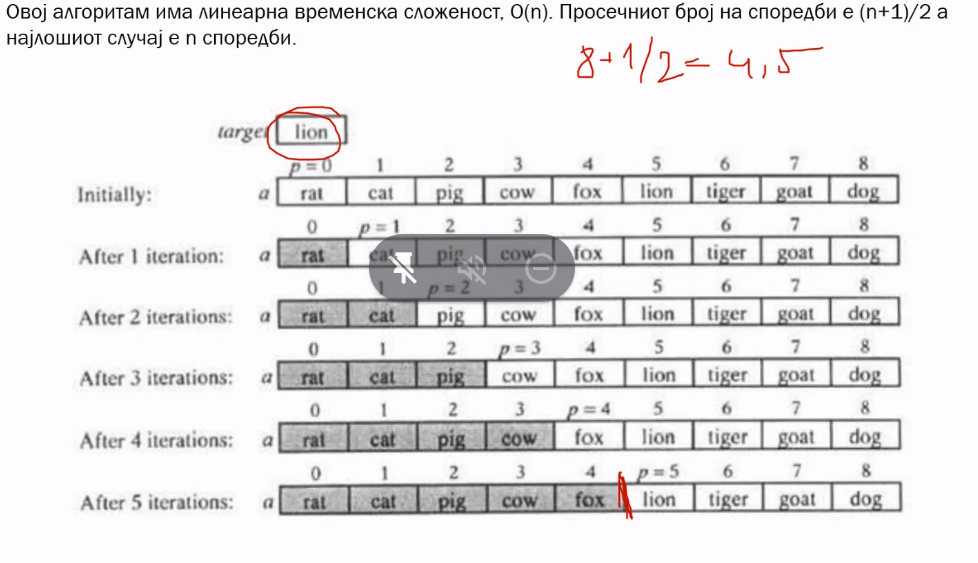 Овој алгоритам има линеарна временска сложеност, O(n). Просечниот број на споредби е (n+1)/2 а
најлошиот случај е n споредби.
8+1/2 = 4,5
target lion
p = 0 1 2 3 4 5 6 7 8
Initially: a rat cat pig cow fox lion tiger goat dog
0 p = 1 2 3 4 5 6 7 8
After 1 iteration: a rat cat pig cow fox lion tiger goat dog
0 1 p = 2 3 4 5 6 7 8
After 2 iterations: a rat cat pig cow fox lion tiger goat dog
0 1 2 p = 3 4 5 6 7 8
After 3 iterations: a rat cat pig cow fox lion tiger goat dog
0 1 2 3 p = 4 5 6 7 8
After 4 iterations: a rat cat pig cow fox lion tiger goat dog
0 1 2 3 4 p = 5 6 7 8
After 5 iterations: a rat cat pig cow fox lion tiger goat dog